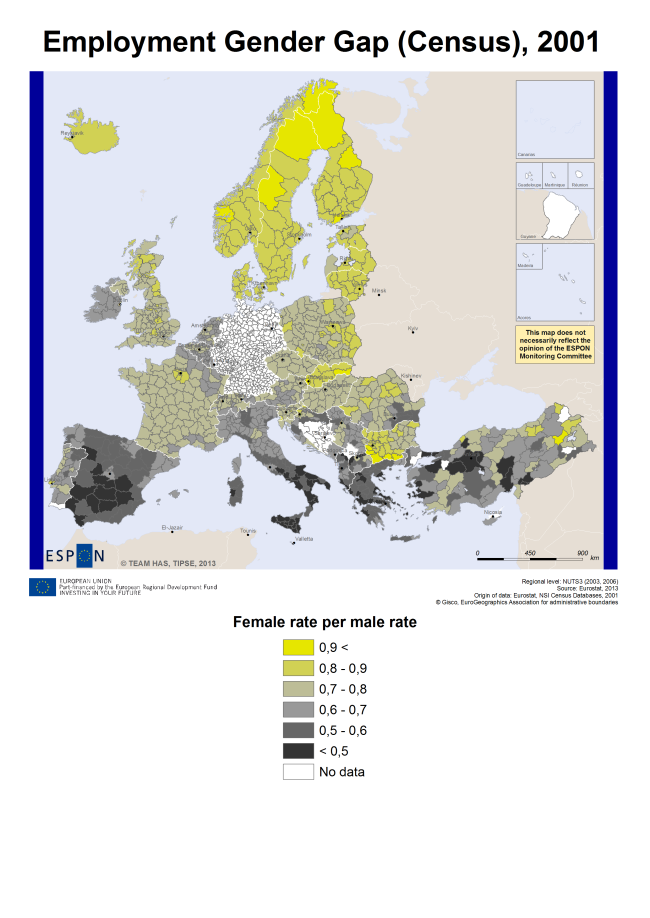 Employment Gender Gap (Census), 2001
Reykjavik
Canarias
Guadeloupe Martinique Réunion
Guyane
Madeira
Acores
This map does not
necessarily reflect the
opinion of the ESPON
Monitoring Committee
Minsk
Kyiv
Kishinev
Nicosia
El-Jazair
Tounis
Valletta
ESPON
© TEAM HAS, TIPSE, 2013
0 450 900
km
EUROPEAN UNION
Part-financed by the European Regional Development Fund
INVESTING IN YOUR FUTURE
Regional level: NUTS3 (2003, 2006)
Source: Eurostat, 2013
Origin of data: Eurostat, NSI Census Databases, 2001
© Gisco, EuroGeographics Association for administrative boundaries
Female rate per male rate
0,9 <
0,8 - 0,9
0,7 - 0,8
0,6 - 0,7
0,5 - 0,6
< 0,5
No data